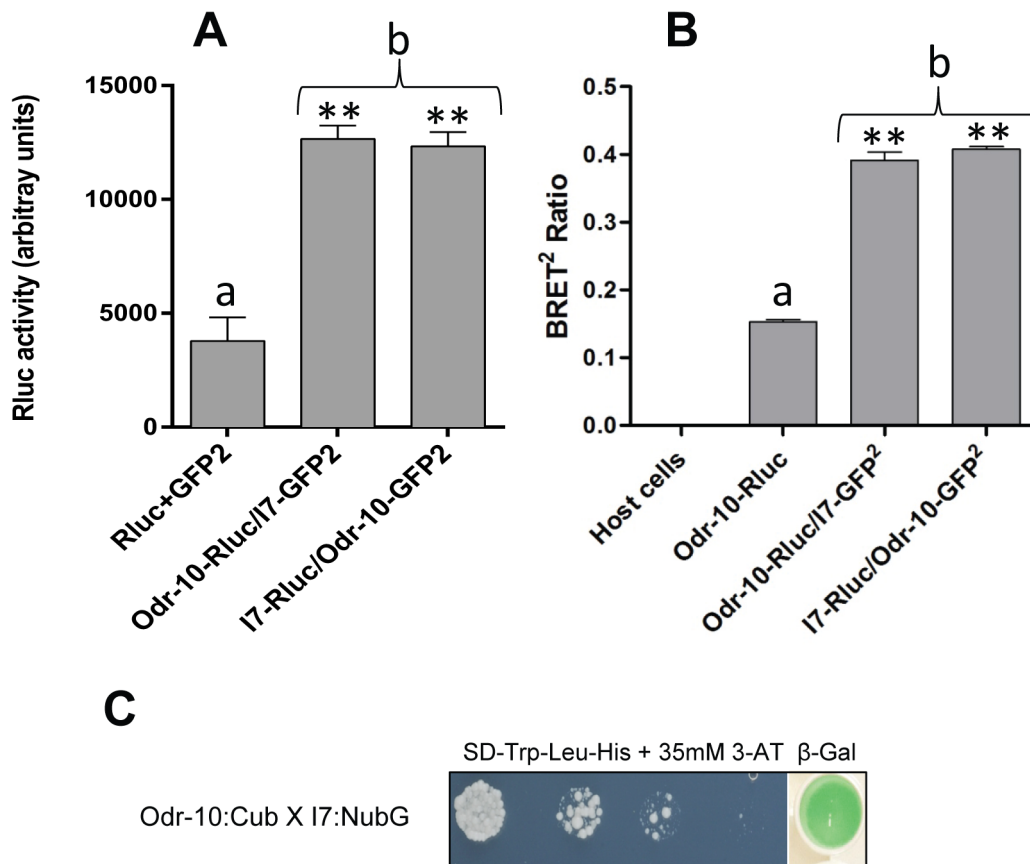 A
b
Rluc activity (arbitray units)
15000
10000
5000
0
a
**
**
Rluc+GFP2
Odr-10-Rluc/I7-GFP2
I7-Rluc/Odr-10-GFP2
B
b
BRET² Ratio
0.5
0.4
0.3
0.2
0.1
0.0
a
**
**
Host cells
Odr-10-Rluc
Odr-10-Rluc/I7-GFP²
I7-Rluc/Odr-10-GFP²
C
SD-Trp-Leu-His + 35mM 3-AT β-Gal
Odr-10:Cub X I7:NubG